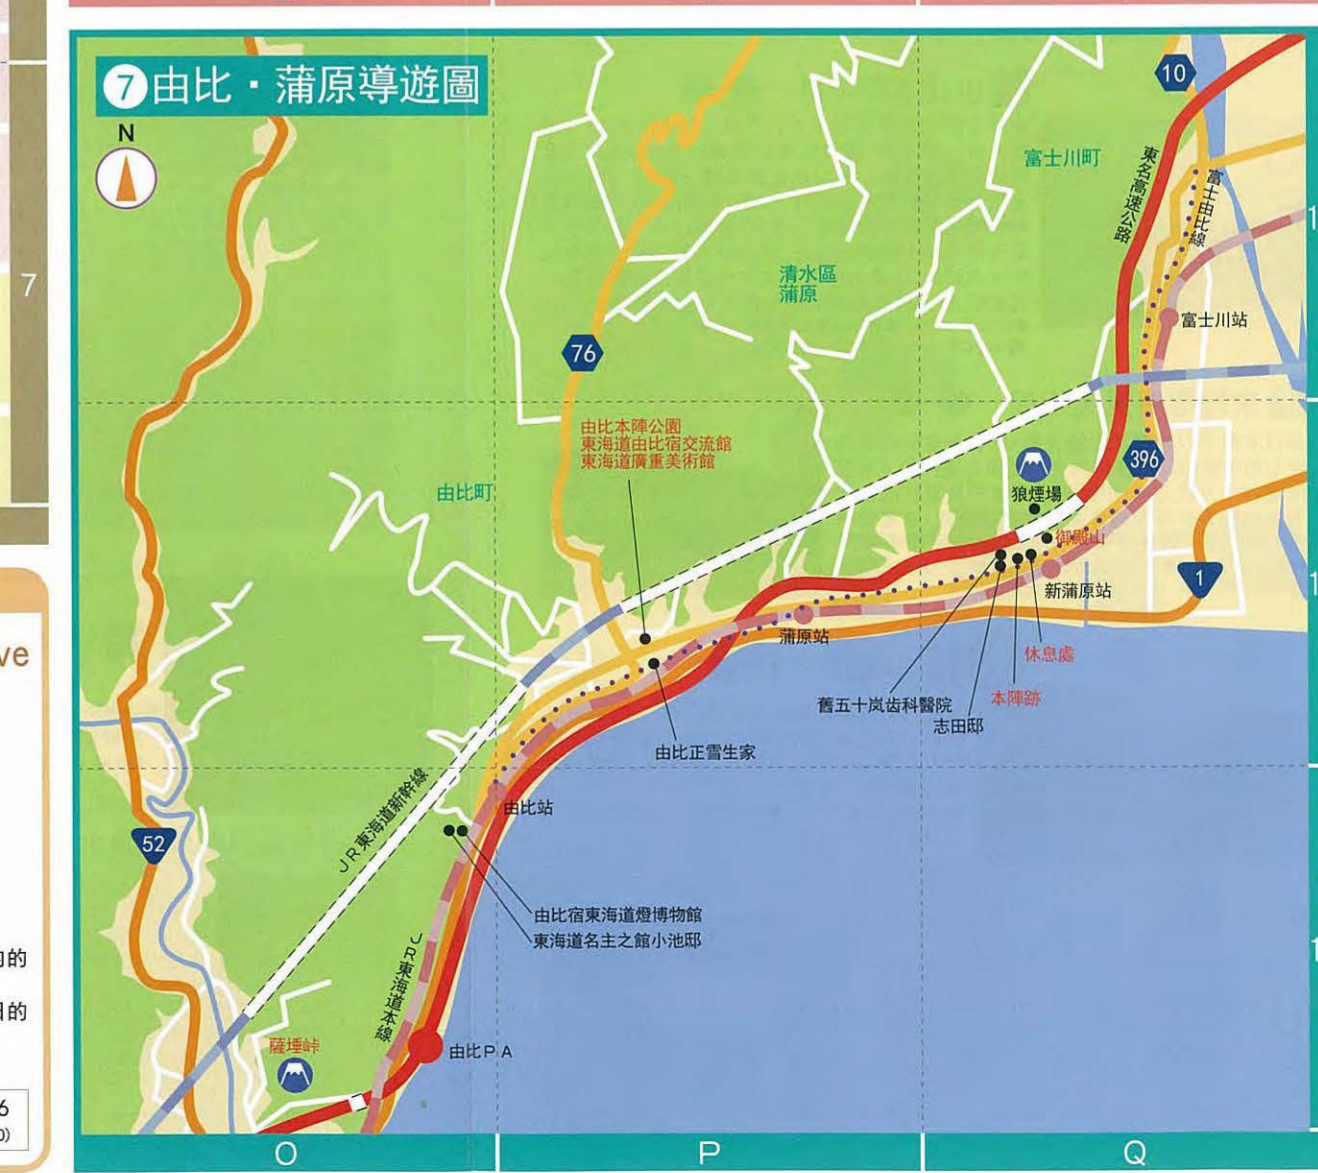 7
⑦由比・蒲原導遊圖
N
10
富士川町
東名高速公路
富士由比線
1
清水區
蒲原
富士川站
76
由比本陣公園
東海道由比宿交流館
東海道廣重美術館
由比町
396
狼煙場
御殿山
1
1
新蒲原站
蒲原站
休息處
本陣跡
舊五十嵐齿科醫院
志田邸
由比正雪生家
JR東海道新幹線
由比站
52
由比宿東海道燈博物館
東海道名主之館小池邸
JR東海道本線
1
薩埵峠
由比PA
O
P
Q
ve
的
的
6
0)